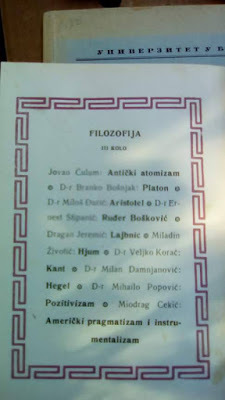 УНИВЕРЗИТЕТ У Б
FILOZOFIJA
III KOLO
Jovan Ćulum: Antički atomizam
D-r Branko Bošnjak: Platon
D-r Miloš Đurić: Aristotel D-r Er-
nest Stipanić: Ruđer Bošković
Dragan Jeremić: Lajbnic Miladin
Životić: Hjum D-r Veljko Korać:
Kant D-r Milan Damnjanović:
Hegel D-r Mihailo Popović:
Pozitivizam Miodrag Cekić:
Američki pragmatizam i instru-
mentalizam